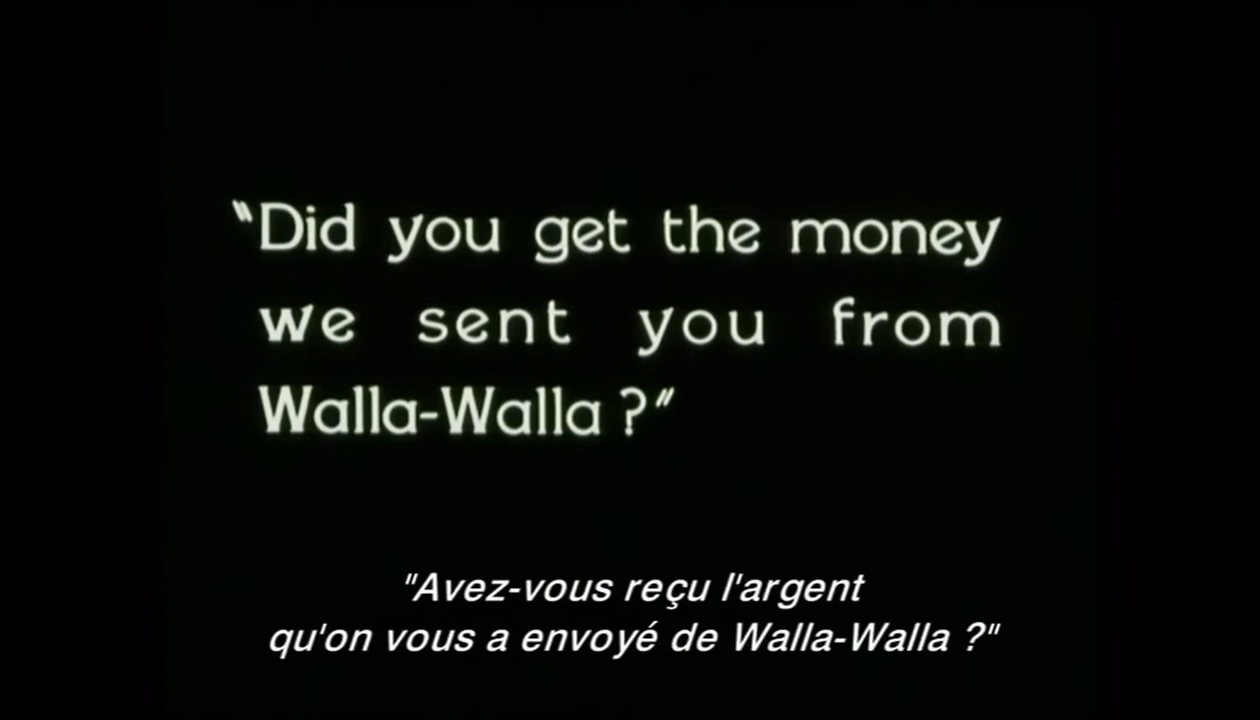 "Did you get the money
we sent you from
Walla-Walla ?"
"Avez-vous reçu l'argent
qu'on vous a envoyé de Walla-Walla ?"